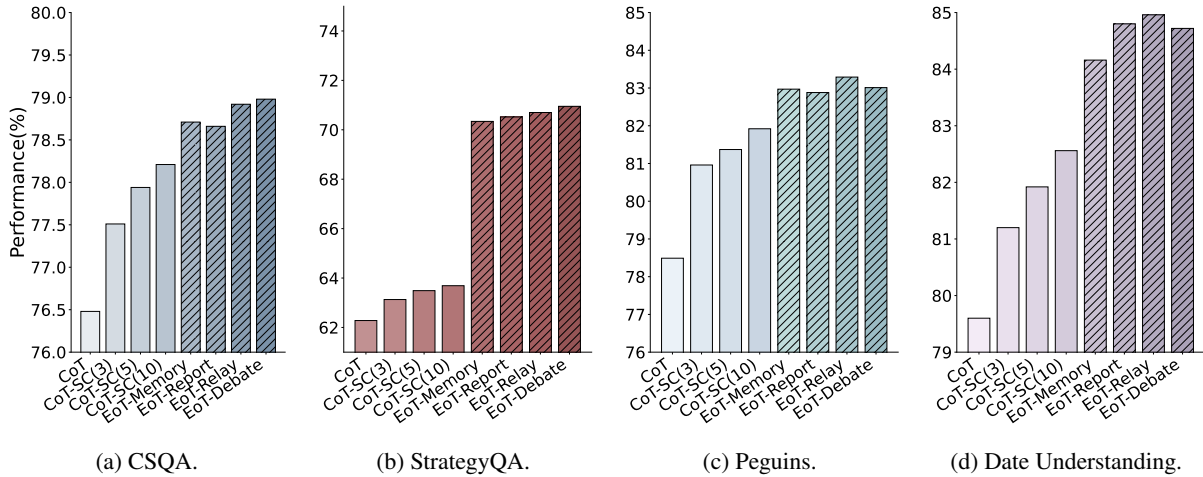 Performance(%)
80.0
79.5
79.0
78.5
78.0
77.5
77.0
76.5
76.0
CoT
CoT-SC(3)
CoT-SC(5)
CoT-SC(10)
EoT-Memory
EoT-Report
EoT-Relay
EoT-Debate
(a) CSQA.
74
72
70
68
66
64
62
CoT
CoT-SC(3)
CoT-SC(5)
CoT-SC(10)
EoT-Memory
EoT-Report
EoT-Relay
EoT-Debate
(b) StrategyQA.
85
84
83
82
81
80
79
78
77
76
CoT
CoT-SC(3)
CoT-SC(5)
CoT-SC(10)
EoT-Memory
EoT-Report
EoT-Relay
EoT-Debate
(c) Peguins.
85
84
83
82
81
80
79
CoT
CoT-SC(3)
CoT-SC(5)
CoT-SC(10)
EoT-Memory
EoT-Report
EoT-Relay
EoT-Debate
(d) Date Understanding.